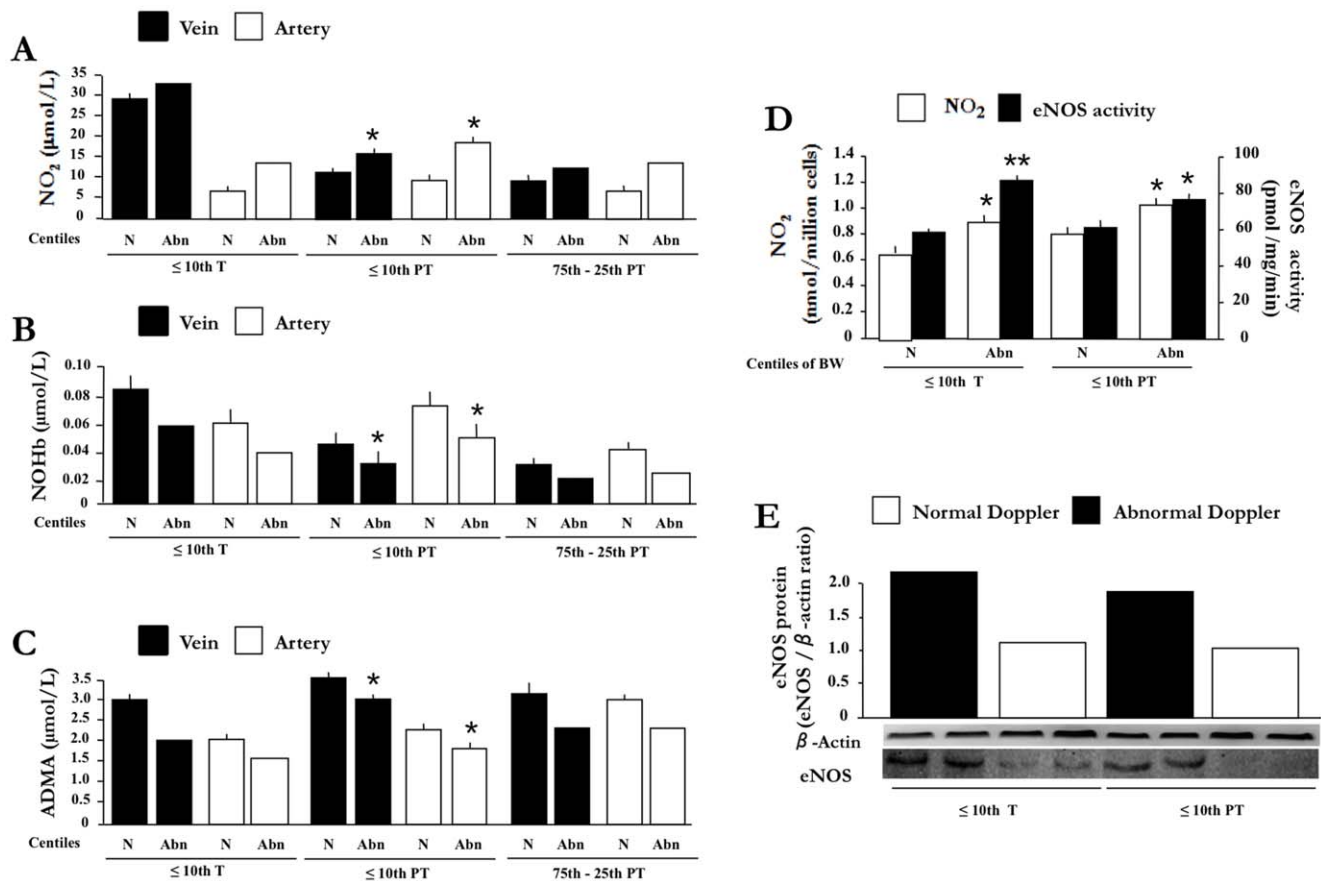 A
Vein Artery
NO2 (µmol/L)
35
30
25
20
15
10
5
0
* *
Centiles N Abn N Abn N Abn N Abn N Abn N Abn
≤ 10th T ≤ 10th PT 75th - 25th PT
B
Vein Artery
NOHb (µmol/L)
0.10
0.08
0.06
0.04
0.02
0
* *
Centiles N Abn N Abn N Abn N Abn N Abn N Abn
≤ 10th T ≤ 10th PT 75th - 25th PT
C
Vein Artery
ADMA (µmol/L)
3.5
3.0
2.5
2.0
1.5
1.0
0.5
0
* *
Centiles N Abn N Abn N Abn N Abn N Abn N Abn
≤ 10th T ≤ 10th PT 75th - 25th PT
D
NO2 eNOS activity
NO2
(nmol/million cells)
1.4
1.2
1.0
0.8
0.6
0.4
0.2
0
* ** * *
100
80
60
40
20
0
eNOS activity
(pmol /mg/min)
N Abn N Abn
Centiles of BW
≤ 10th T ≤ 10th PT
E
Normal Doppler Abnormal Doppler
eNOS protein
(eNOS / β-actin ratio)
2.0
1.5
1.0
0.5
0
β-Actin
eNOS
≤ 10th T ≤ 10th PT